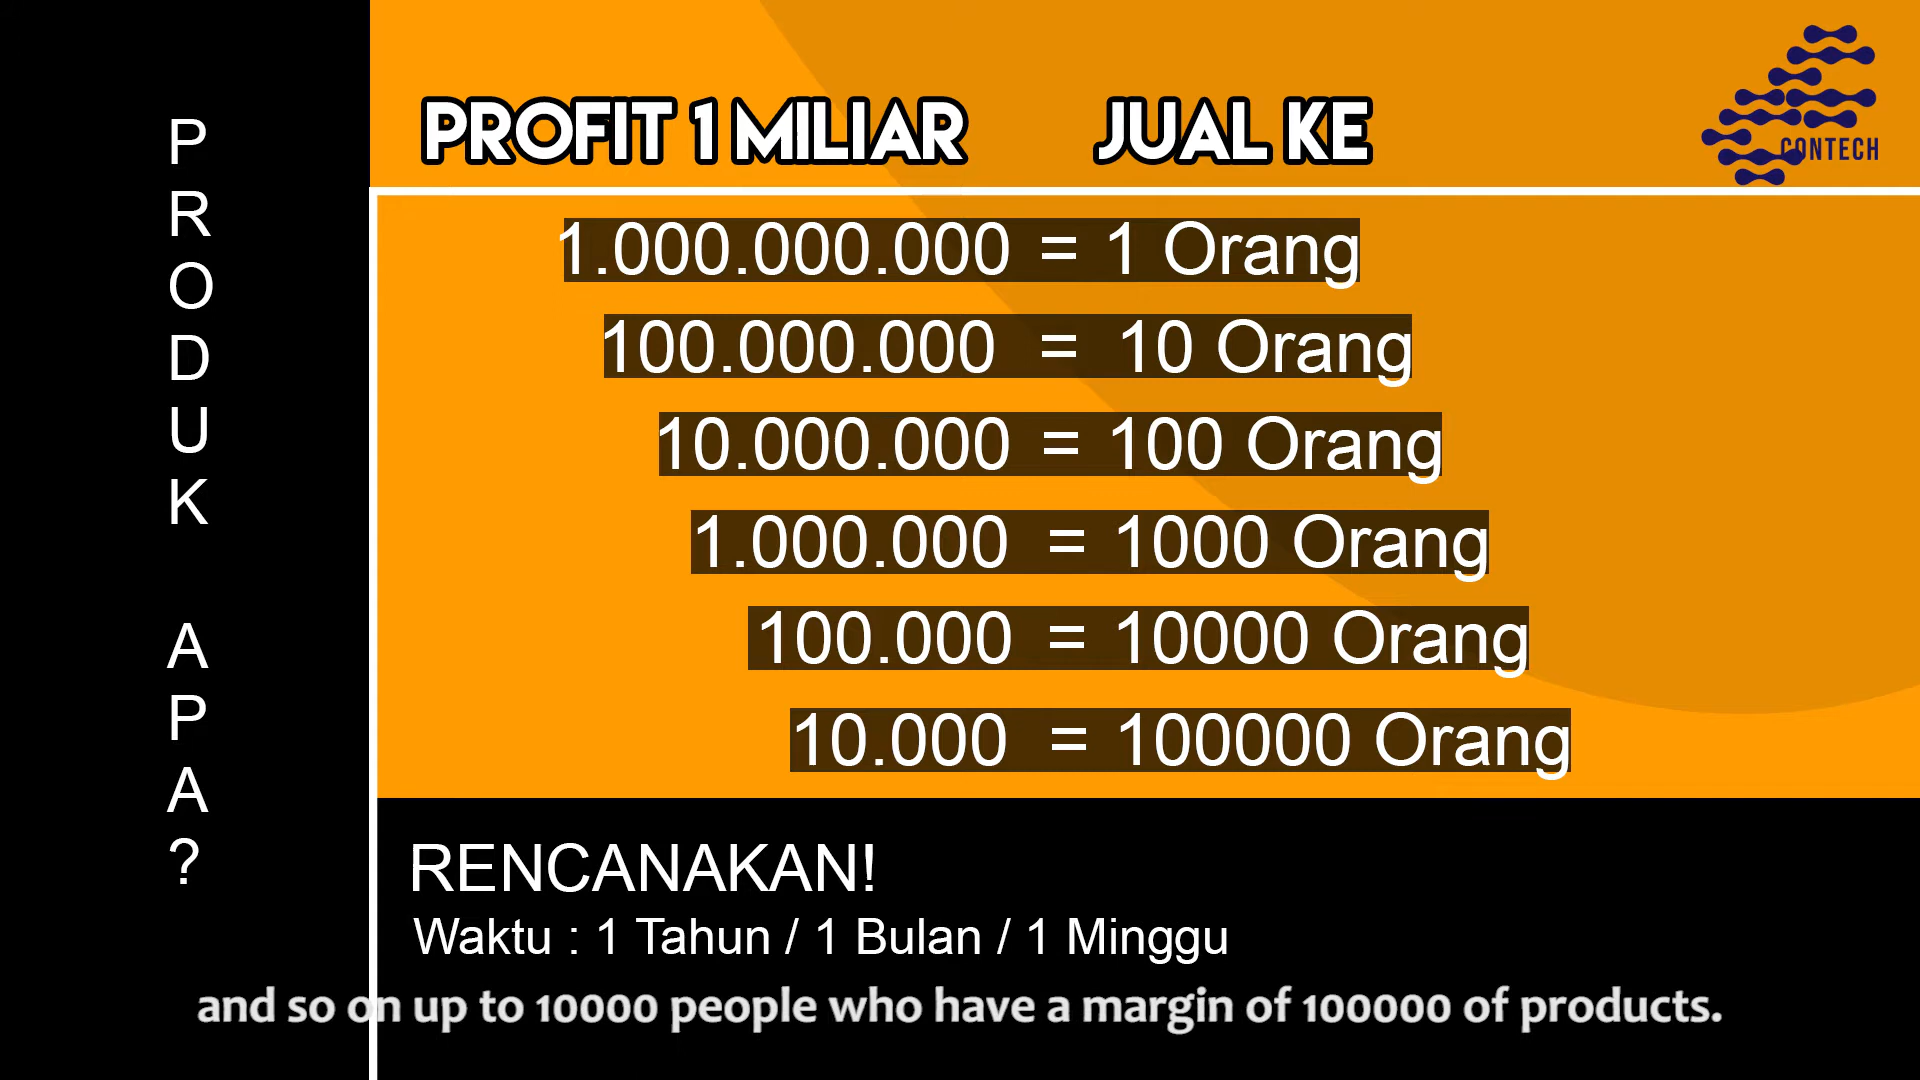 PRODUK APA?
PROFIT 1 MILIAR JUAL KE
CONTECH
1.000.000.000 = 1 Orang
100.000.000 = 10 Orang
10.000.000 = 100 Orang
1.000.000 = 1000 Orang
100.000 = 10000 Orang
10.000 = 100000 Orang
RENCANAKAN!
Waktu : 1 Tahun / 1 Bulan / 1 Minggu
and so on up to 10000 people who have a margin of 100000 of products.